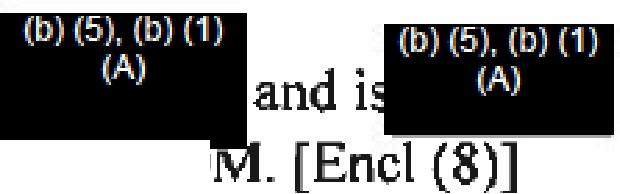 (b) (5), (b) (1) (b) (5), (b) (1)
(A) (A)
and is
M. [Encl (8)]